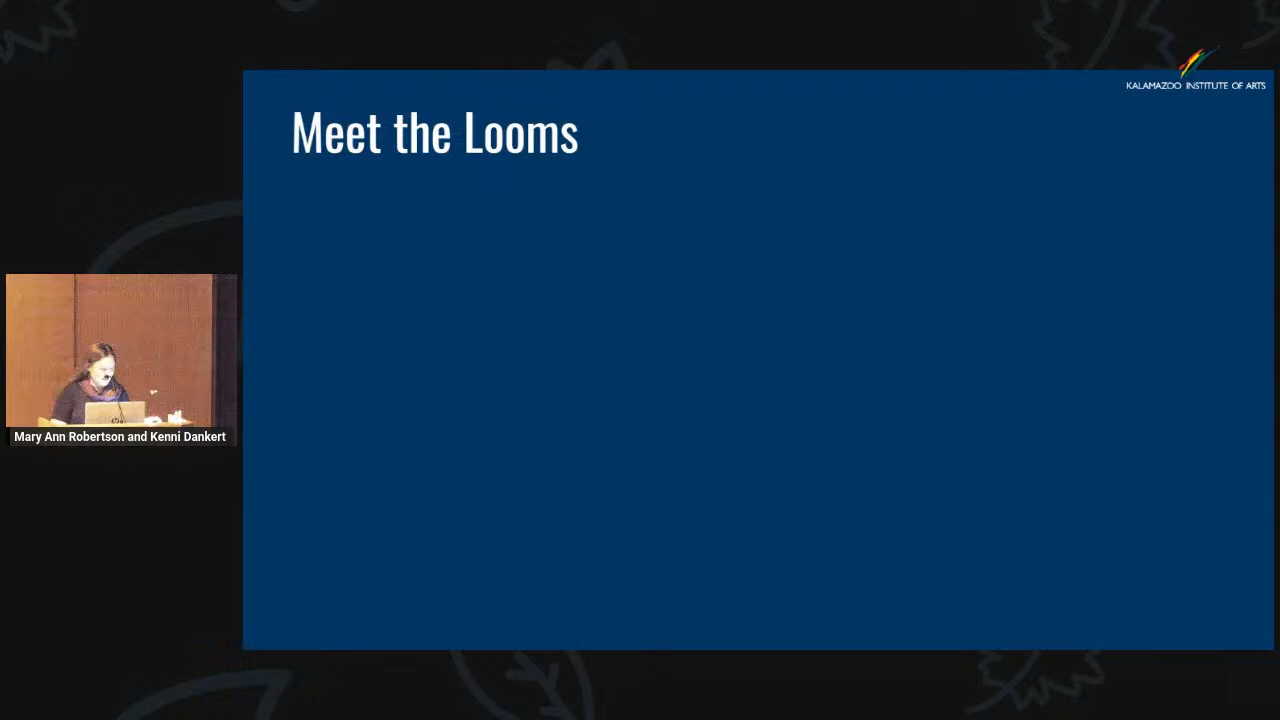 KALAMAZOO INSTITUTE OF ARTS
Meet the Looms
Mary Ann Robertson and Kenni Dankert